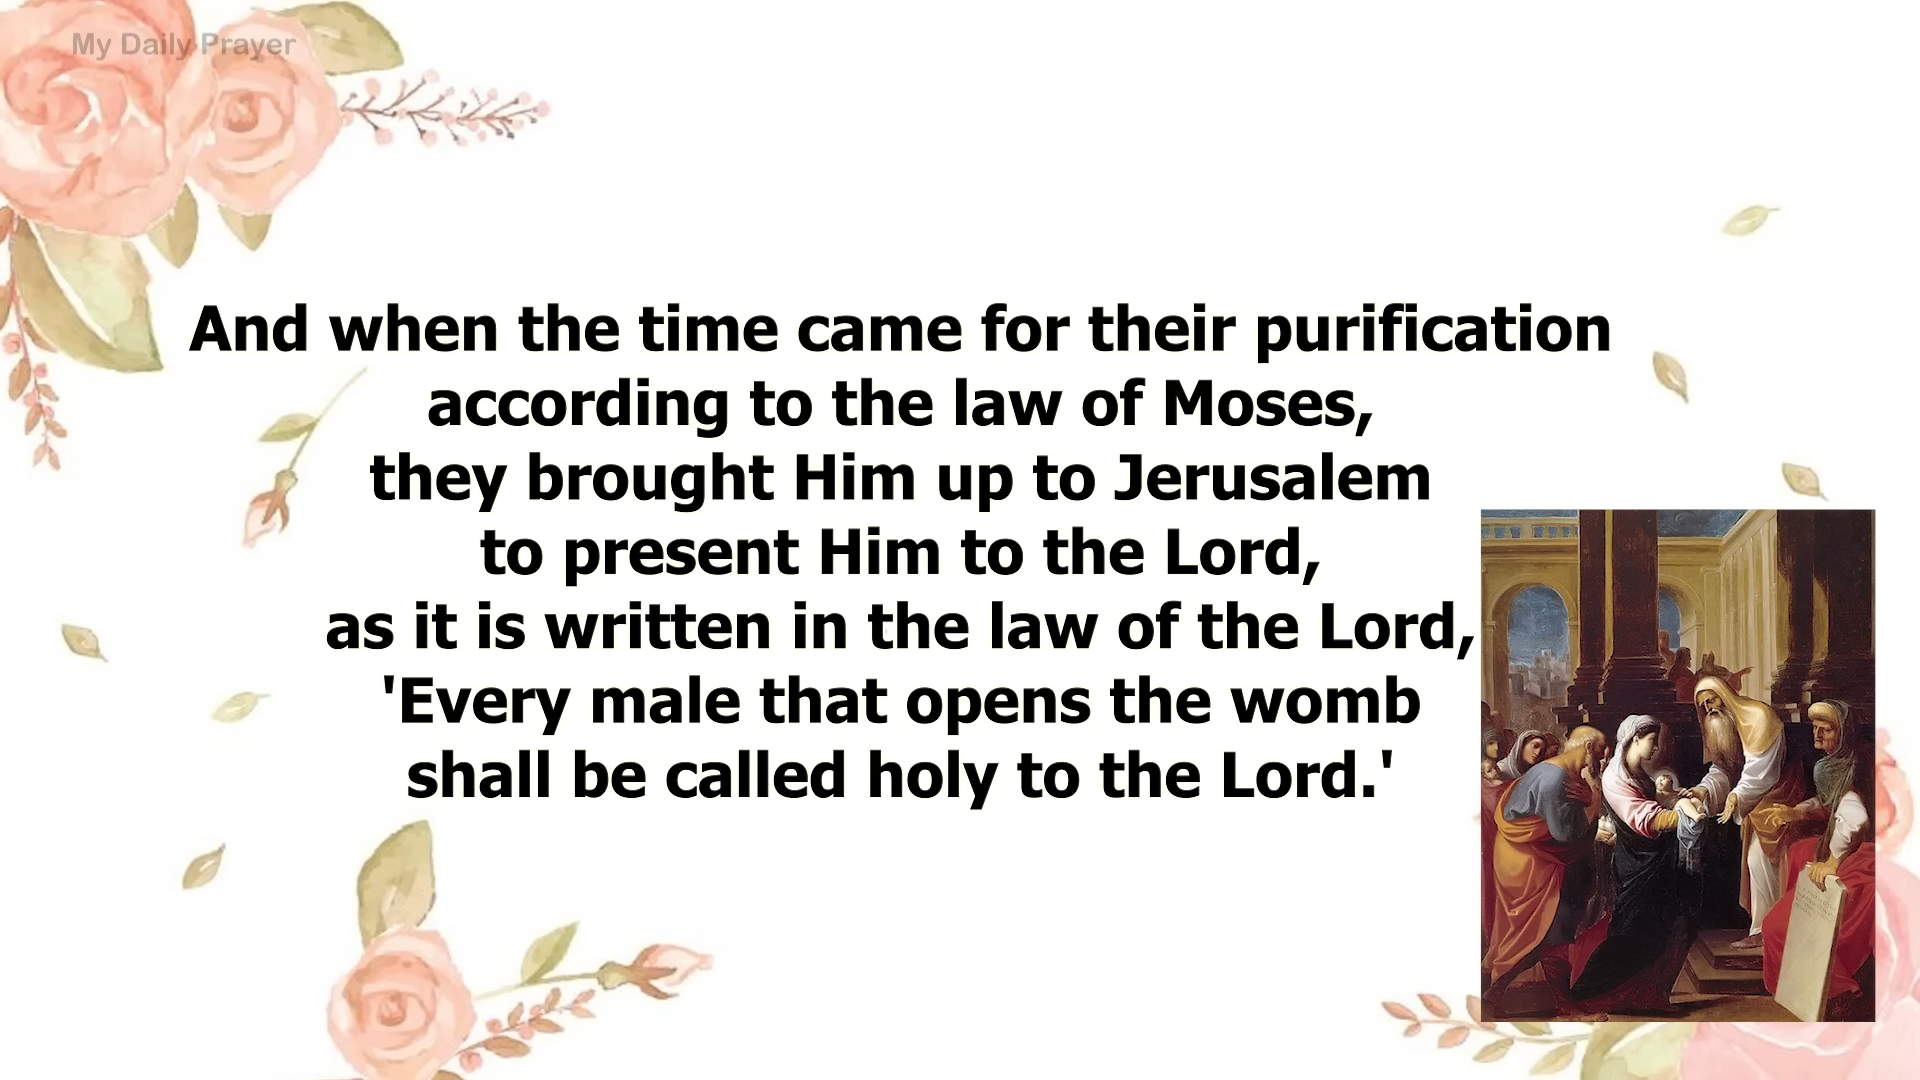 My Daily Prayer
And when the time came for their purification
according to the law of Moses,
they brought Him up to Jerusalem
to present Him to the Lord,
as it is written in the law of the Lord,
'Every male that opens the womb
shall be called holy to the Lord.'